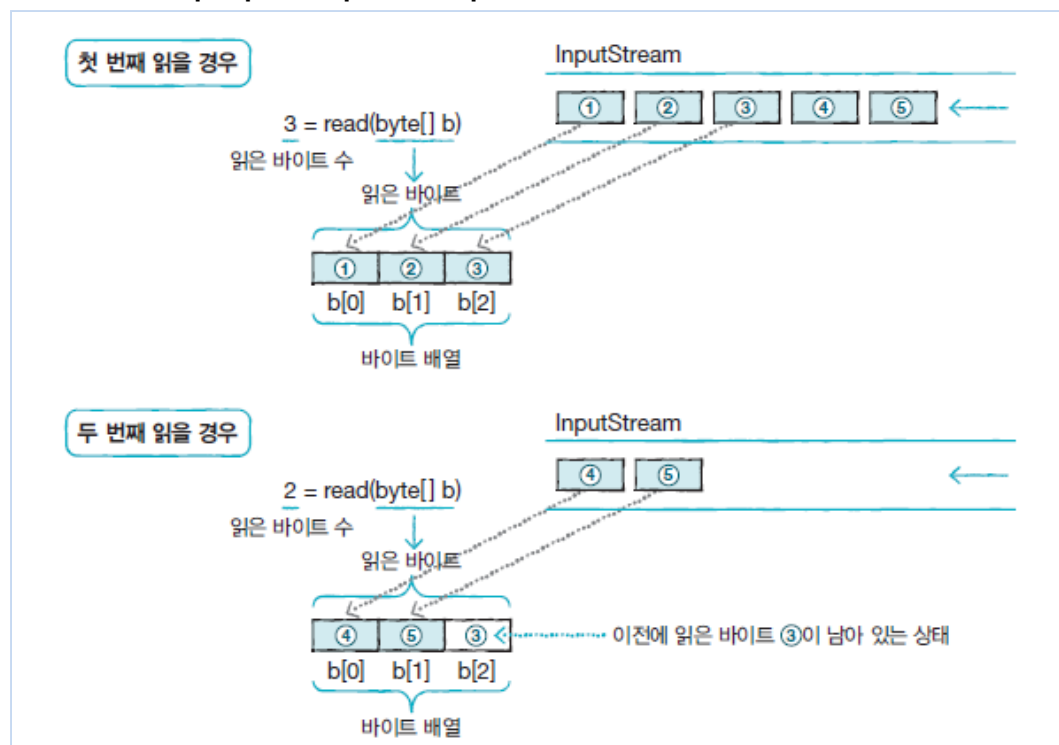 첫 번째 읽을 경우
InputStream
① ② ③ ④ ⑤
3 = read(byte[] b)
읽은 바이트 수
읽은 바이트
① ② ③
b[0] b[1] b[2]
바이트 배열
두 번째 읽을 경우
InputStream
④ ⑤
2 = read(byte[] b)
읽은 바이트 수
읽은 바이트
④ ⑤ ③ 이전에 읽은 바이트 ③이 남아 있는 상태
b[0] b[1] b[2]
바이트 배열